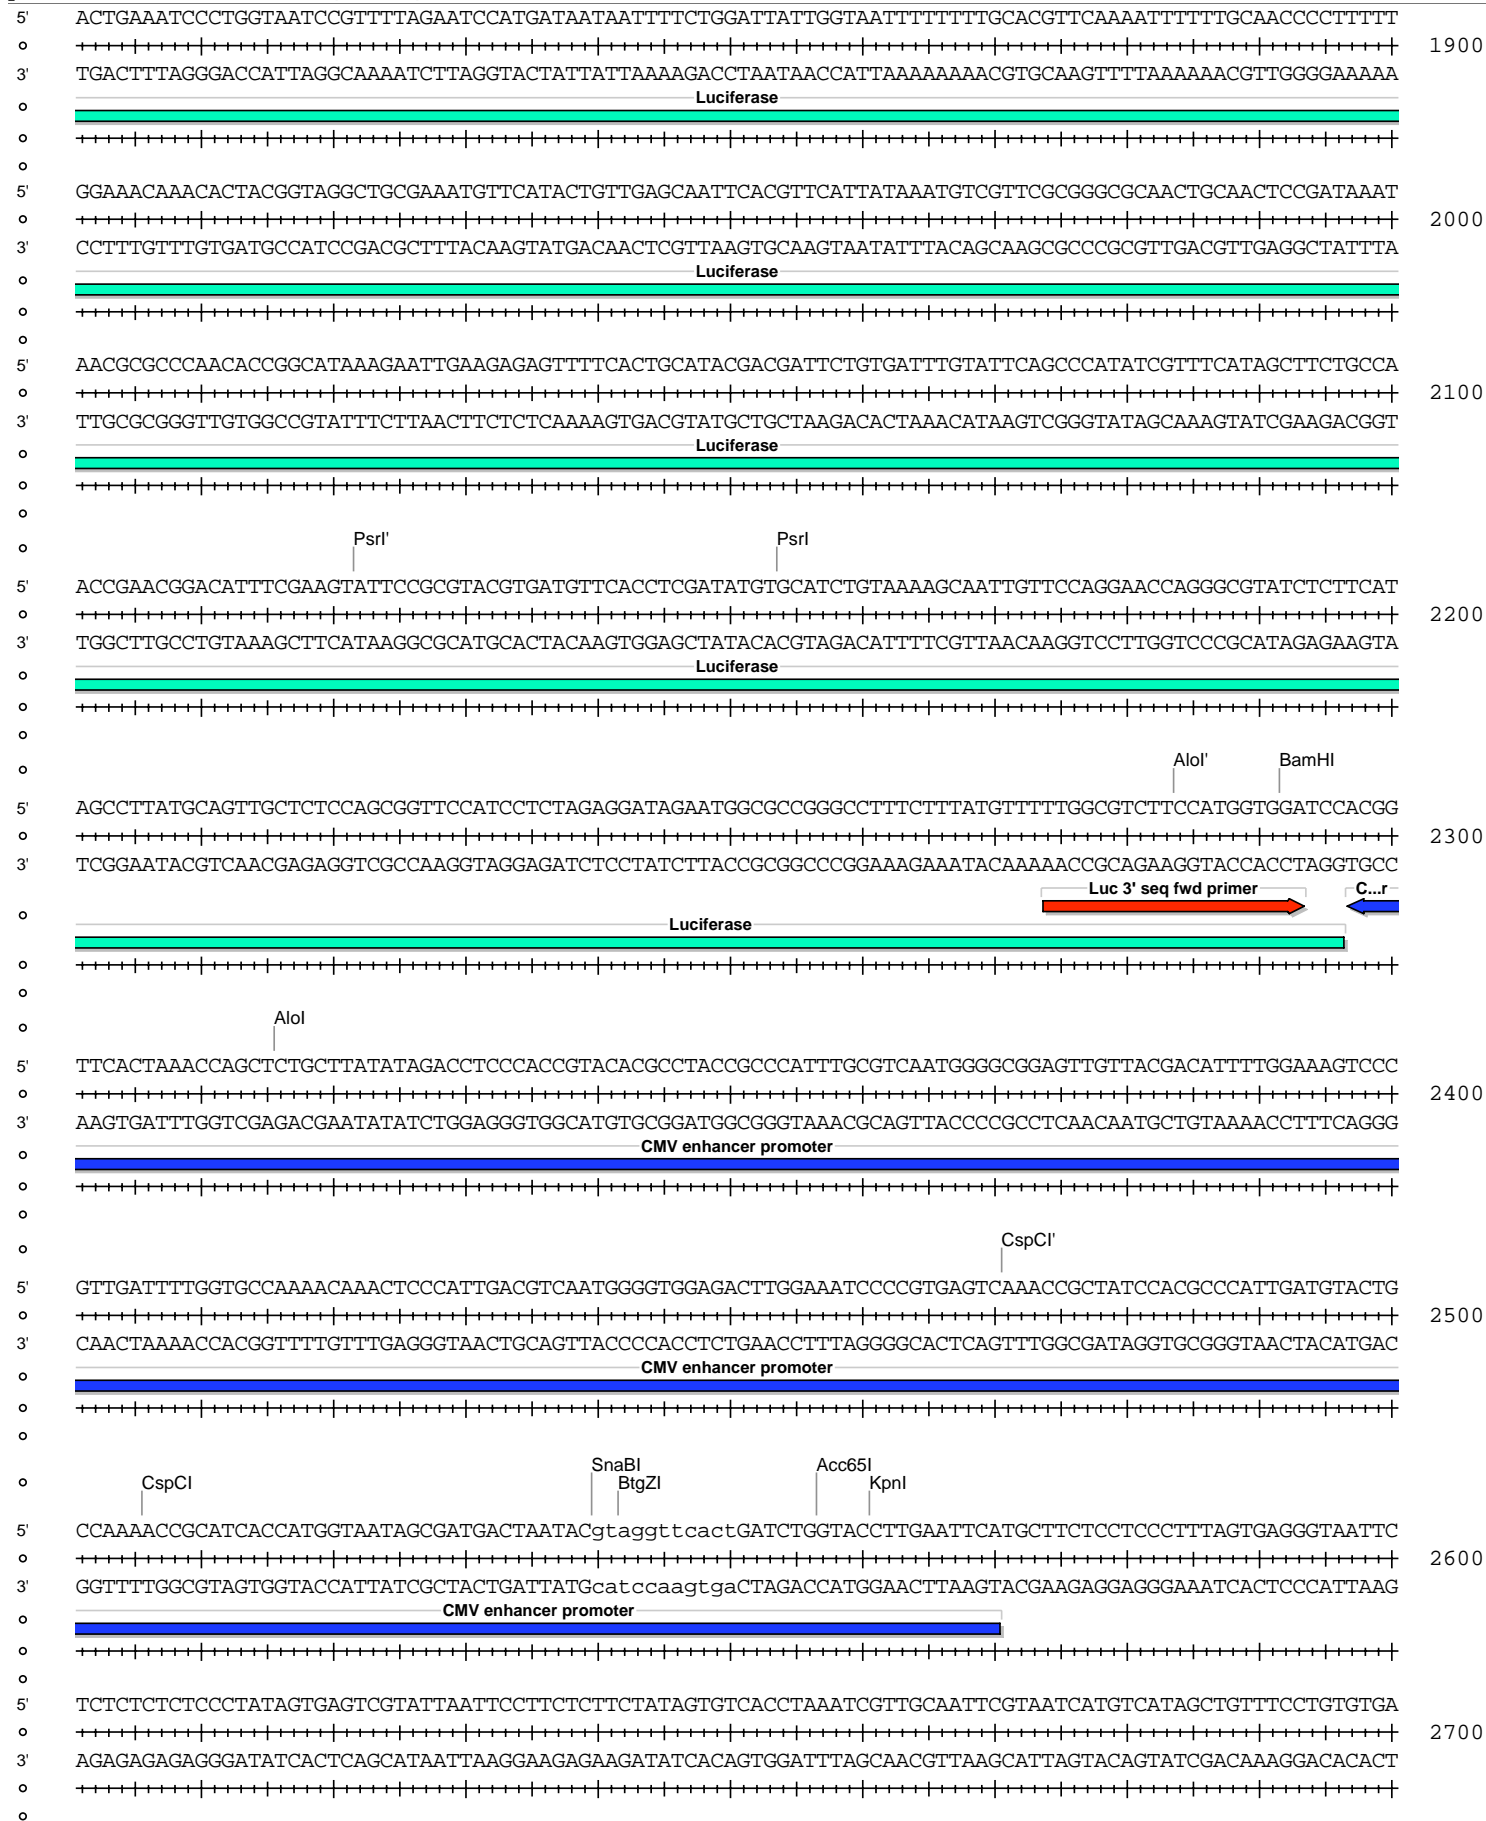 5' ACTGAAATCCCTGGTAATCCGTTTTAGAATCCATGATAATAATTTTCTGGATTATTGGTAATTTTTTTTGCACGTTCAAAATTTTTTGCAACCCCTTTTT
1900
3' TGACTTTAGGGACCATTAGGCAAAATCTTAGGTACTATTATTAAAAGACCTAATAACCATTAAAAAAAACGTGCAAGTTTTAAAAAACGTTGGGGAAAAA
Luciferase
5' GGAAACAAACACTACGGTAGGCTGCGAAATGTTCATACTGTTGAGCAATTCACGTTCATTATAAATGTCGTTCGCGGGCGCAACTGCAACTCCGATAAAT
2000
3' CCTTTGTTTGTGATGCCATCCGACGCTTTACAAGTATGACAACTCGTTAAGTGCAAGTAATATTTACAGCAAGCGCCCGCGTTGACGTTGAGGCTATTTA
Luciferase
5' AACGCGCCCAACACCGGCATAAAGAATTGAAGAGAGTTTTCACTGCATACGACGATTCTGTGATTTGTATTCAGCCCATATCGTTTCATAGCTTCTGCCA
2100
3' TTGCGCGGGTTGTGGCCGTATTTCTTAACTTCTCTCAAAAGTGACGTATGCTGCTAAGACACTAAACATAAGTCGGGTATAGCAAAGTATCGAAGACGGT
Luciferase
PsrI' PsrI
5' ACCGAACGGACATTTCGAAGTATTCCGCGTACGTGATGTTCACCTCGATATGTGCATCTGTAAAAGCAATTGTTCCAGGAACCAGGGCGTATCTCTTCAT
2200
3' TGGCTTGCCTGTAAAGCTTCATAAGGCGCATGCACTACAAGTGGAGCTATACACGTAGACATTTTCGTTAACAAGGTCCTTGGTCCCGCATAGAGAAGTA
Luciferase
AloI' BamHI
5' AGCCTTATGCAGTTGCTCTCCAGCGGTTCCATCCTCTAGAGGATAGAATGGCGCCGGGCCTTTCTTTATGTTTTTGGCGTCTTCCATGGTGGATCCACGG
2300
3' TCGGAATACGTCAACGAGAGGTCGCCAAGGTAGGAGATCTCCTATCTTACCGCGGCCCGGAAAGAAATACAAAAACCGCAGAAGGTACCACCTAGGTGCC
Luc 3' seq fwd primer C...r
Luciferase
AloI
5' TTCACTAAACCAGCTCTGCTTATATAGACCTCCCACCGTACACGCCTACCGCCCATTTGCGTCAATGGGGCGGAGTTGTTACGACATTTTGGAAAGTCCC
2400
3' AAGTGATTTGGTCGAGACGAATATATCTGGAGGGTGGCATGTGCGGATGGCGGGTAAACGCAGTTACCCCGCCTCAACAATGCTGTAAAACCTTTCAGGG
CMV enhancer promoter
CspCI'
5' GTTGATTTTGGTGCCAAAACAAACTCCCATTGACGTCAATGGGGTGGAGACTTGGAAATCCCCGTGAGTCAAACCGCTATCCACGCCCATTGATGTACTG
2500
3' CAACTAAAACCACGGTTTTGTTTGAGGGTAACTGCAGTTACCCCACCTCTGAACCTTTAGGGGCACTCAGTTTGGCGATAGGTGCGGGTAACTACATGAC
CMV enhancer promoter
SnaBI Acc65I
CspCI BtgZI KpnI
5' CCAAAACCGCATCACCATGGTAATAGCGATGACTAATACgtaggttcactGATCTGGTACCTTGAATTCATGCTTCTCCTCCCTTTAGTGAGGGTAATTC
2600
3' GGTTTTGGCGTAGTGGTACCATTATCGCTACTGATTATGcatccaagtgaCTAGACCATGGAACTTAAGTACGAAGAGGAGGGAAATCACTCCCATTAAG
CMV enhancer promoter
5' TCTCTCTCTCCCTATAGTGAGTCGTATTAATTCCTTCTCTTCTATAGTGTCACCTAAATCGTTGCAATTCGTAATCATGTCATAGCTGTTTCCTGTGTGA
2700
3' AGAGAGAGAGGGATATCACTCAGCATAATTAAGGAAGAGAAGATATCACAGTGGATTTAGCAACGTTAAGCATTAGTACAGTATCGACAAAGGACACACT